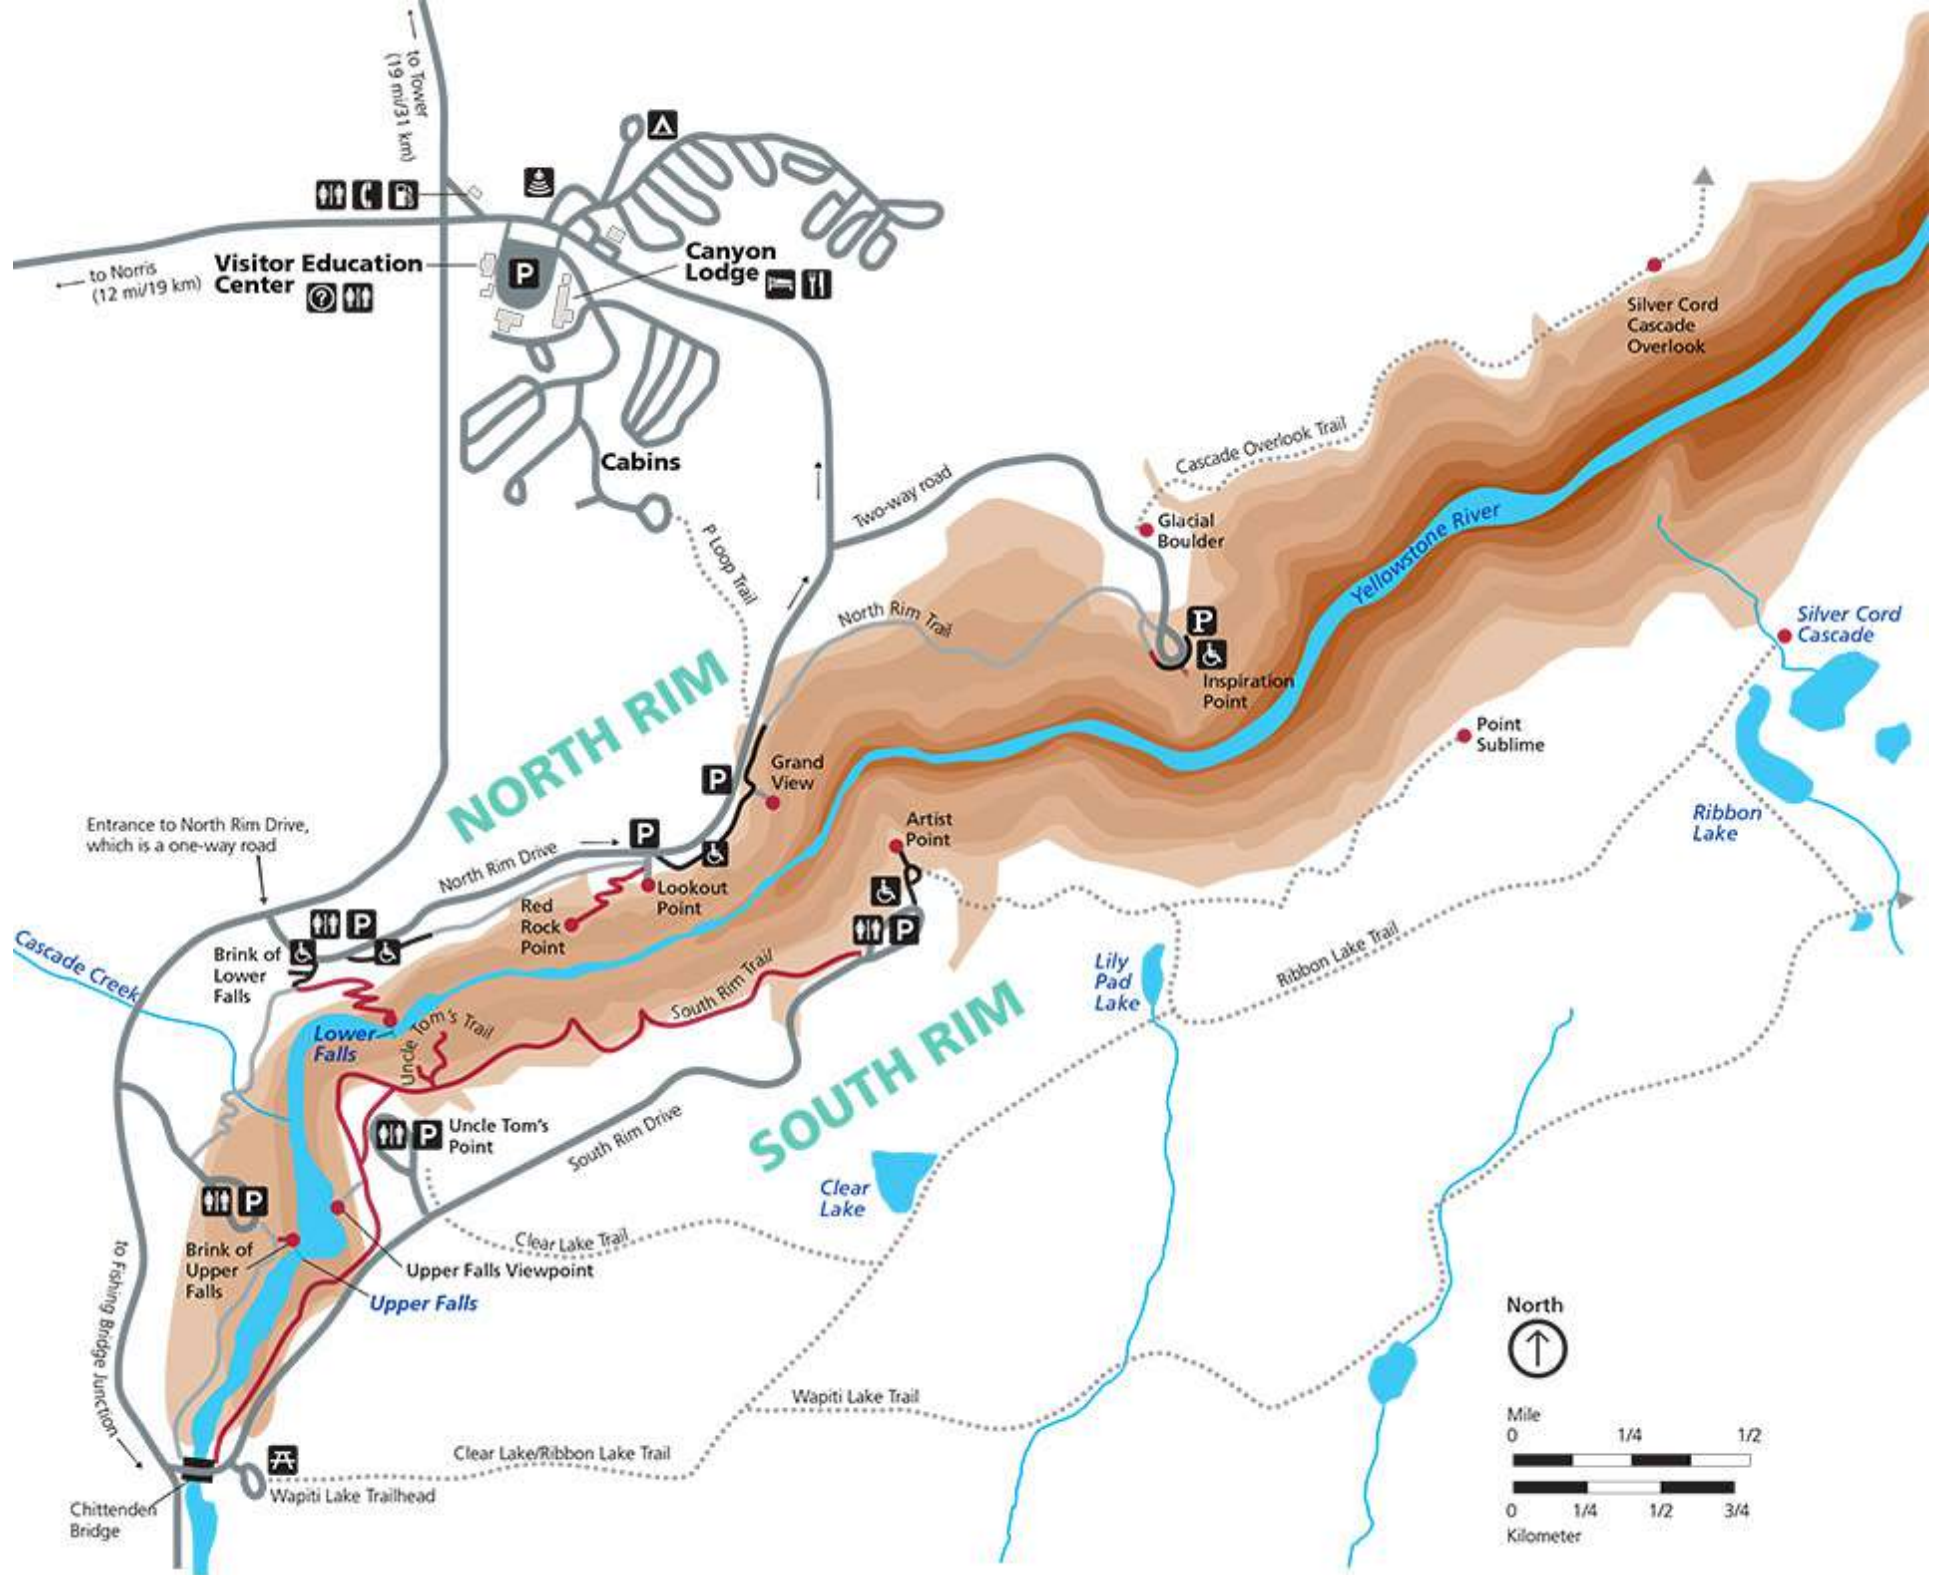 to Tower
(19 mi/31 km)
to Norris
(12 mi/19 km)
Visitor Education
Center
P
Canyon
Lodge
Cabins
P Loop Trail
Two-way road
Cascade Overlook Trail
Silver Cord
Cascade
Overlook
Glacial
Boulder
Yellowstone River
North Rim Trail
P
Inspiration
Point
Silver Cord
Cascade
Point
Sublime
Ribbon
Lake
NORTH RIM
P
Grand
View
Entrance to North Rim Drive,
which is a one-way road
North Rim Drive
P
Lookout
Point
Red
Rock
Point
Artist
Point
P
P
Brink of
Lower
Falls
Cascade Creek
Lower
Falls
Uncle Tom's Trail
South Rim Trail
Lily
Pad
Lake
Ribbon Lake Trail
SOUTH RIM
P
Uncle Tom's
Point
South Rim Drive
Clear
Lake
P
Brink of
Upper
Falls
Upper Falls Viewpoint
Upper Falls
Clear Lake Trail
to Fishing Bridge Junction
Wapiti Lake Trail
Clear Lake/Ribbon Lake Trail
Wapiti Lake Trailhead
Chittenden
Bridge
North
Mile
0 1/4 1/2
0 1/4 1/2 3/4
Kilometer